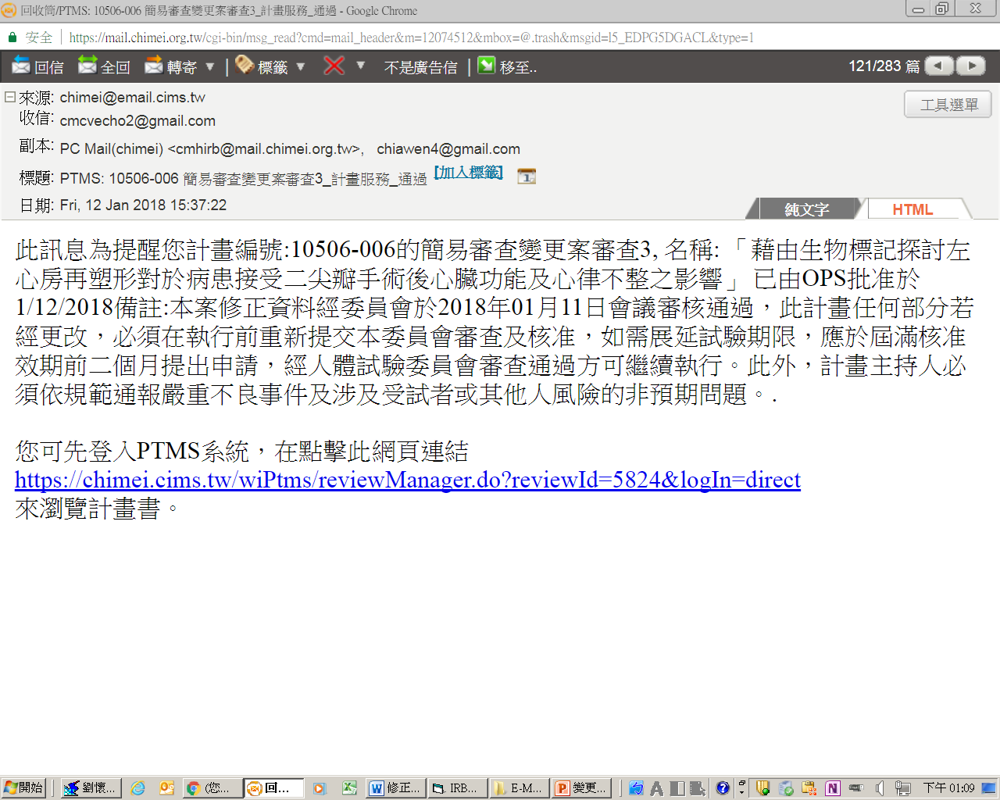 回收筒/PTMS: 10506-006 簡易審查變更案審查3_計畫服務_通過 - Google Chrome
安全 https://mail.chimei.org.tw/cgi-bin/msg_read?cmd=mail_header&m=12074512&mbox=@.trash&msgid=l5_EDPG5DGACL&type=1
回信 全回 轉寄 標籤 不是廣告信 移至.. 121/283 篇
來源: chimei@email.cims.tw 工具選單
收信: cmcvecho2@gmail.com
副本: PC Mail(chimei) <cmhirb@mail.chimei.org.tw>, chiawen4@gmail.com
標題: PTMS: 10506-006 簡易審查變更案審查3_計畫服務_通過 [加入標籤]
日期: Fri, 12 Jan 2018 15:37:22 純文字 HTML
此訊息為提醒您計畫編號:10506-006的簡易審查變更案審查3, 名稱:「藉由生物標記探討左
心房再塑形對於病患接受二尖瓣手術後心臟功能及心律不整之影響」 已由OPS批准於
1/12/2018備註:本案修正資料經委員會於2018年01月11日會議審核通過，此計畫任何部分若
經更改，必須在執行前重新提交本委員會審查及核准，如需展延試驗期限，應於屆滿核准
效期前二個月提出申請，經人體試驗委員會審查通過方可繼續執行。此外，計畫主持人必
須依規範通報嚴重不良事件及涉及受試者或其他人風險的非預期問題。.
您可先登入PTMS系統，在點擊此網頁連結
https://chimei.cims.tw/wiPtms/reviewManager.do?reviewId=5824&logIn=direct
來瀏覽計畫書。
開始 劉懷... (您... 回... 修正... IRB... E-M... 變更... 下午 01:09